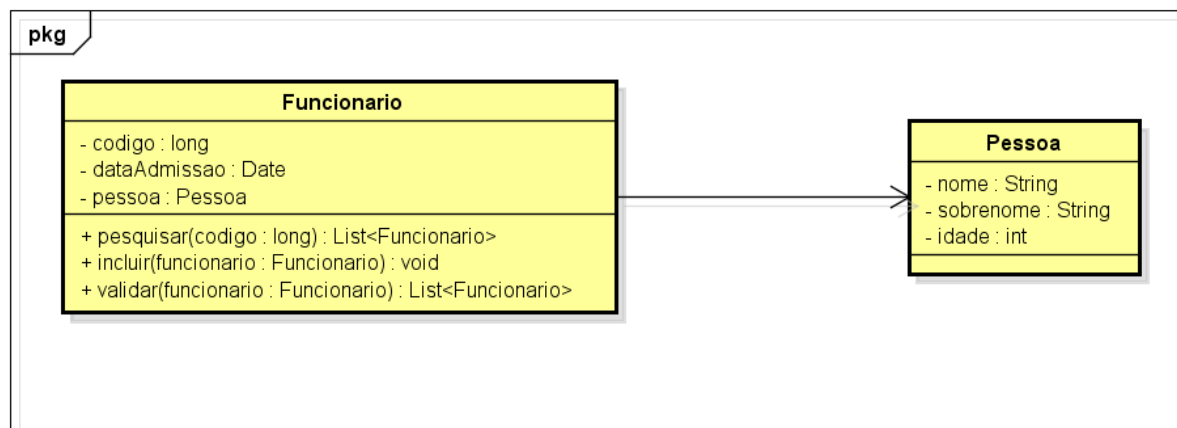 pkg
Funcionario
- codigo : long
- dataAdmissao : Date
- pessoa : Pessoa
+ pesquisar(codigo : long) : List<Funcionario>
+ incluir(funcionario : Funcionario) : void
+ validar(funcionario : Funcionario) : List<Funcionario>
Pessoa
- nome : String
- sobrenome : String
- idade : int